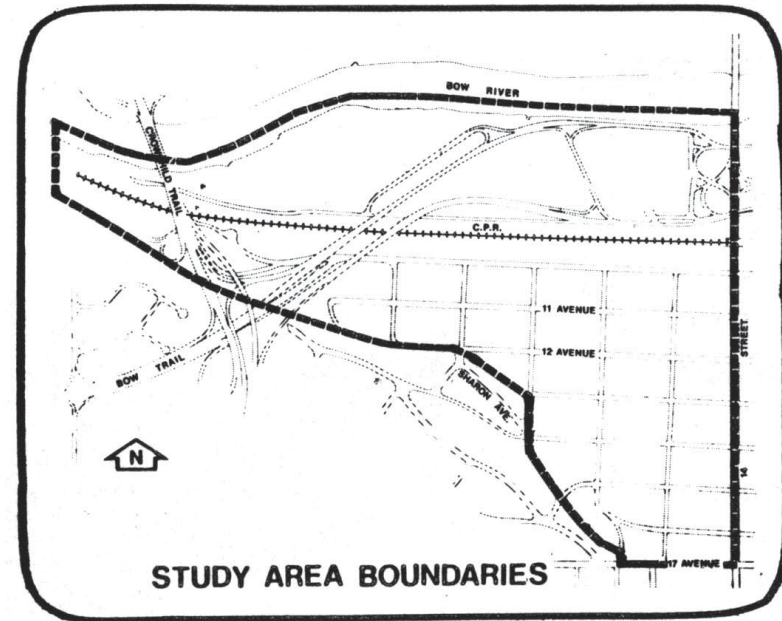 BOW RIVER
CROWCHILD TRAIL
C.P.R.
11 AVENUE
12 AVENUE
STREET
BOW TRAIL
SHARON AVE
N
14
17 AVENUE
STUDY AREA BOUNDARIES